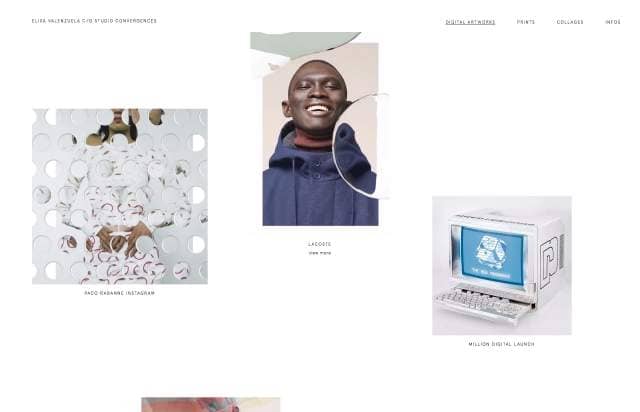 ELISA VALENZUELA C/O STUDIO CONVERGENCES
DIGITAL ARTWORKS
PRINTS
COLLAGES
INFOS
LACOSTE
view more
PACO RABANNE INSTAGRAM
MILLION DIGITAL LAUNCH